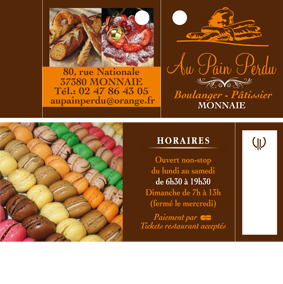 80, rue Nationale
37380 MONNAIE
Tél.: 02 47 86 43 05
aupainperdu@orange.fr
Au Pain Perdu
Boulanger - Pâtissier
MONNAIE
HORAIRES
Ouvert non-stop
du lundi au samedi
de 6h30 à 19h30
Dimanche de 7h à 13h
(fermé le mercredi)
Paiement par
Tickets restaurant acceptés